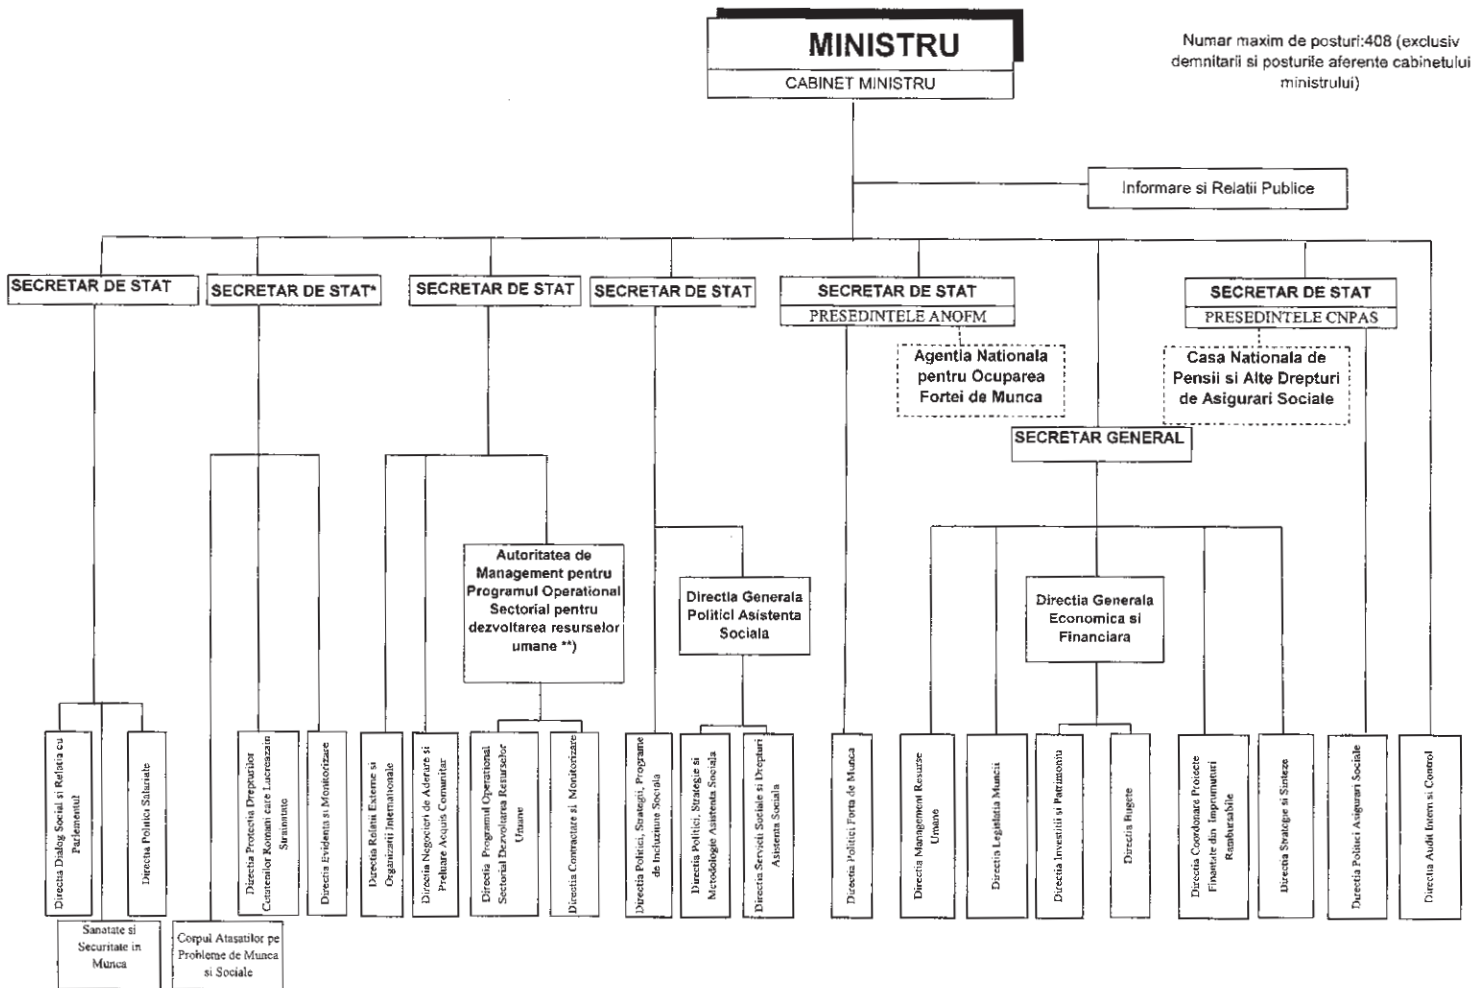 MINISTRU
CABINET MINISTRU
Numar maxim de posturi:408 (exclusiv
demnitarii si posturile aferente cabinetului
ministrului)
Informare si Relatii Publice
SECRETAR DE STAT
SECRETAR DE STAT*
SECRETAR DE STAT
SECRETAR DE STAT
SECRETAR DE STAT
PRESEDINTELE ANOFM
SECRETAR DE STAT
PRESEDINTELE CNPAS
Agentia Nationala
pentru Ocuparea
Fortei de Munca
Casa Nationala de
Pensii si Alte Drepturi
de Asigurari Sociale
SECRETAR GENERAL
Autoritatea de
Management pentru
Programul Operational
Sectorial pentru
dezvoltarea resurselor
umane **)
Directia Generala
Politici Asistenta
Sociala
Directia Generala
Economica si
Financiara
Directia Dialog Social si Relatia cu
Parlementul
Directia Politici Salariale
Directia Protectia Drepturilor
Cetatenilor Romani care Lucreazain
Strainatate
Directia Evidenta si Monitorizare
Directia Relatii Externe si
Organizatii Internationale
Directia Negocieri de Aderare si
Preluare Acquis Comunitar
Directia Programul Operational
Sectorial Dezvoltarea Resurselor
Umane
Directia Contractare si Monitorizare
Directia Politici, Strategii, Programe
de Incluziune Sociala
Directia Politici, Strategie si
Metodologie Asistenta Sociala
Directia Servicii Sociale si Drepturi
Asistenta Sociala
Directia Politici Forta de Munca
Directia Management Resurse
Umane
Directia Legislatia Muncii
Directia Investitii si Patrimoniu
Directia Bugete
Directia Coordonare Proiecte
Finantate din Imprumuturi
Rambursabile
Directia Strategie si Sinteze
Directia Politici Asigurari Sociale
Directia Audit Intern si Control
Sanatate si
Securitate in
Munca
Corpul Atasatilor pe
Probleme de Munca
si Sociale